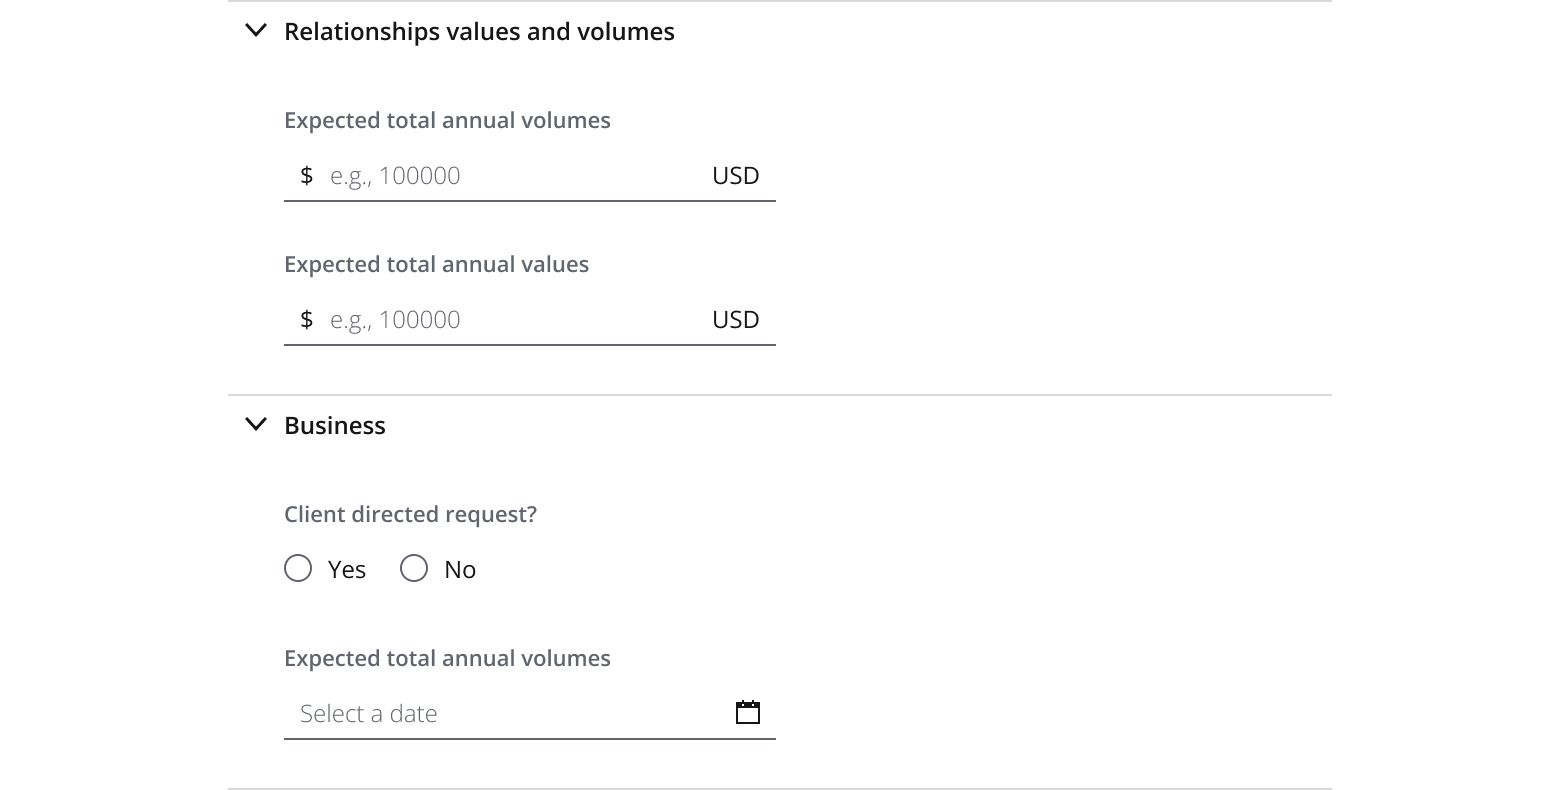 Relationships values and volumes
Expected total annual volumes
$ e.g., 100000 USD
Expected total annual values
$ e.g., 100000 USD
Business
Client directed request?
Yes No
Expected total annual volumes
Select a date